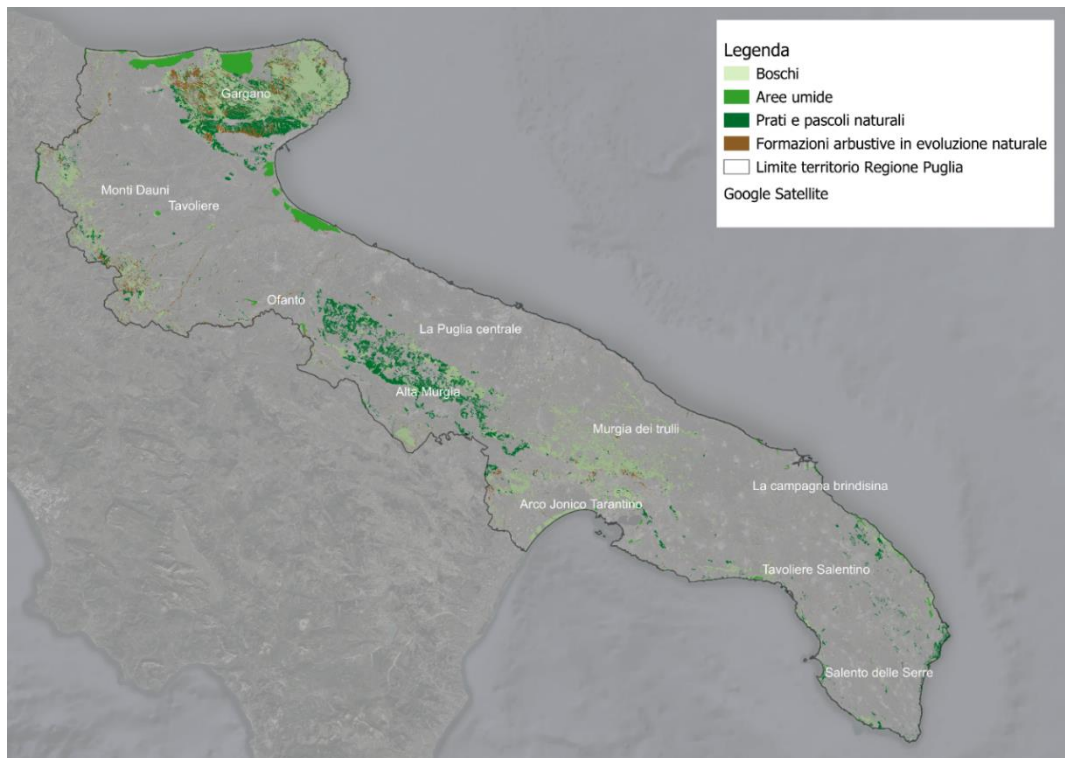 Legenda
Boschi
Aree umide
Prati e pascoli naturali
Formazioni arbustive in evoluzione naturale
Limite territorio Regione Puglia
Google Satellite
Gargano
Monti Dauni
Tavoliere
Ofanto
La Puglia centrale
Alta Murgia
Murgia dei trulli
La campagna brindisina
Arco Jonico Tarantino
Tavoliere Salentino
Salento delle Serre